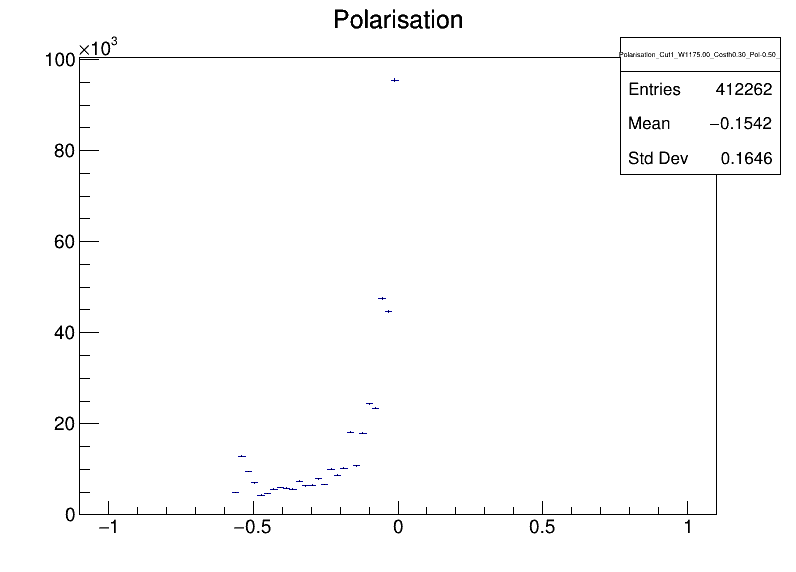 Polarisation
Polarisation_Cut1_W1175.00_Costh0.30_Pol-0.50_
Entries 412262
Mean −0.1542
Std Dev 0.1646
×10³
100
80
60
40
20
0
−1 −0.5 0 0.5 1